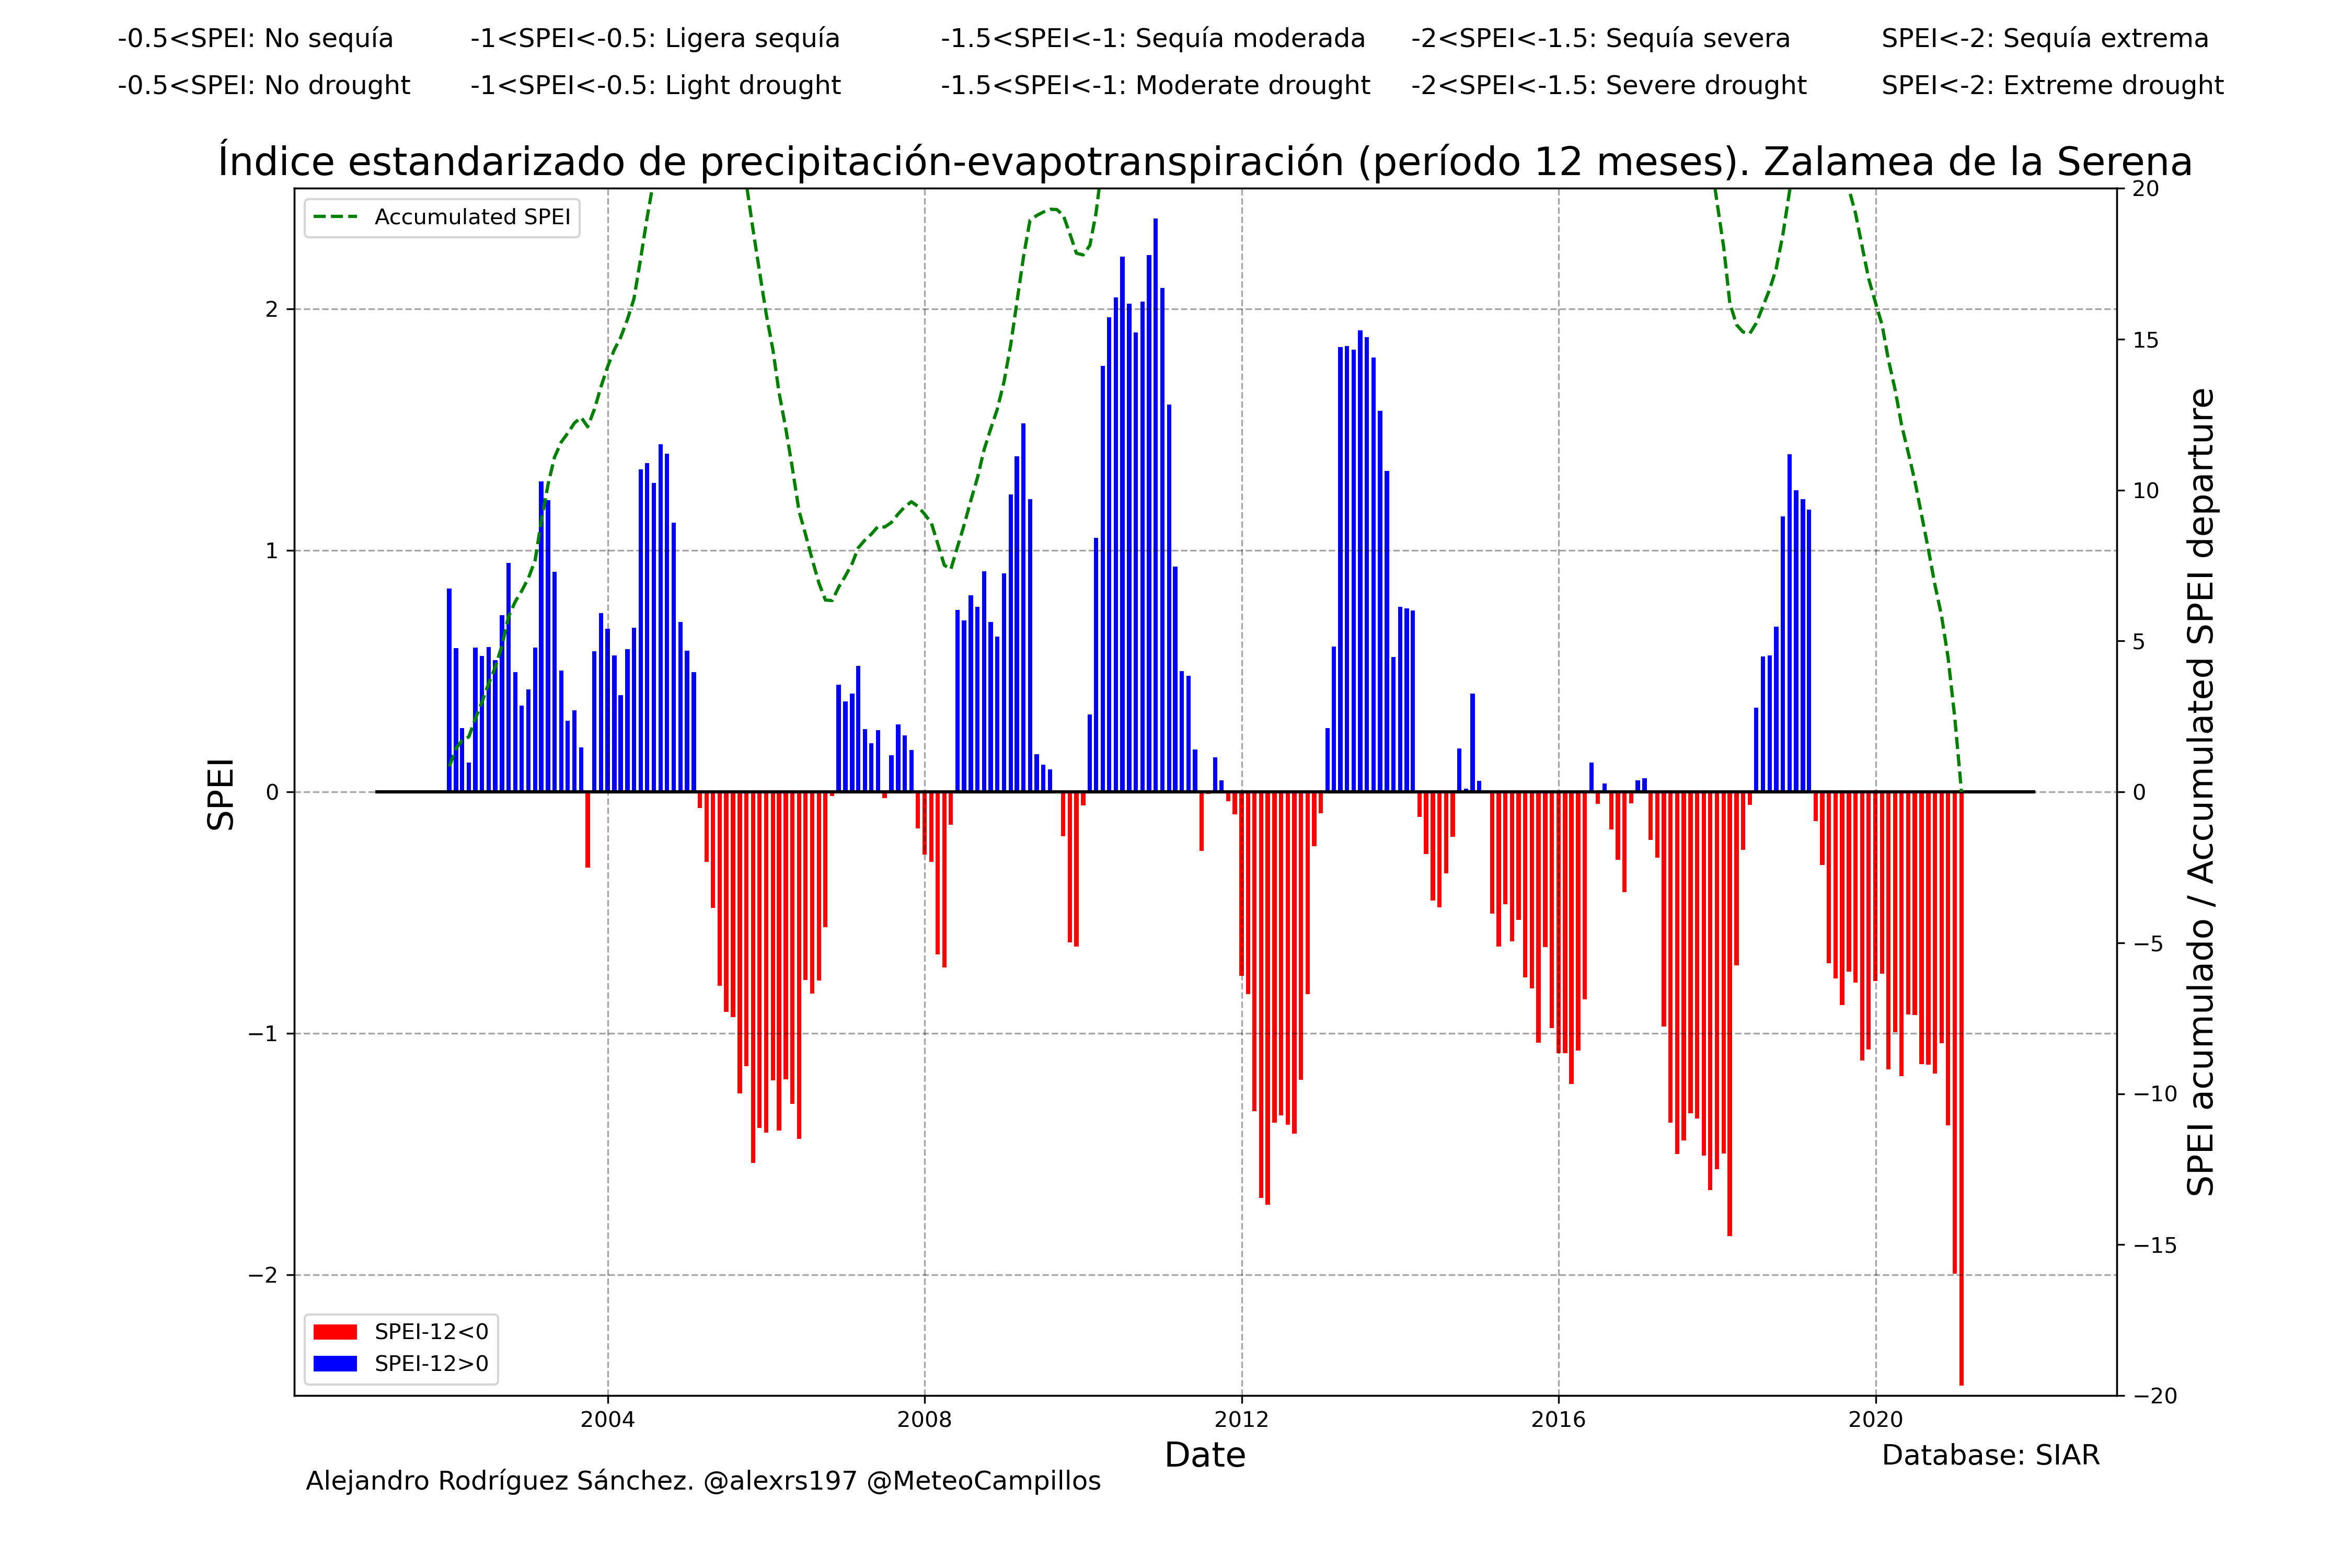 -0.5<SPEI: No sequía -1<SPEI<-0.5: Ligera sequía -1.5<SPEI<-1: Sequía moderada -2<SPEI<-1.5: Sequía severa SPEI<-2: Sequía extrema
-0.5<SPEI: No drought -1<SPEI<-0.5: Light drought -1.5<SPEI<-1: Moderate drought -2<SPEI<-1.5: Severe drought SPEI<-2: Extreme drought
Índice estandarizado de precipitación-evapotranspiración (período 12 meses). Zalamea de la Serena
Accumulated SPEI
SPEI
2
1
0
−1
−2
20
15
10
5
0
−5
−10
−15
−20
SPEI acumulado / Accumulated SPEI departure
SPEI-12<0
SPEI-12>0
2004 2008 2012 2016 2020
Date
Database: SIAR
Alejandro Rodríguez Sánchez. @alexrs197 @MeteoCampillos